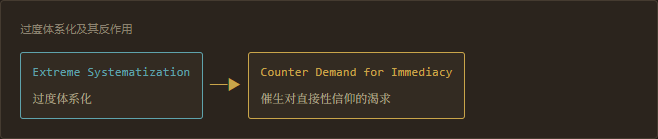 过度体系化及其反作用
Extreme Systematization
过度体系化
Counter Demand for Immediacy
催生对直接性信仰的渴求